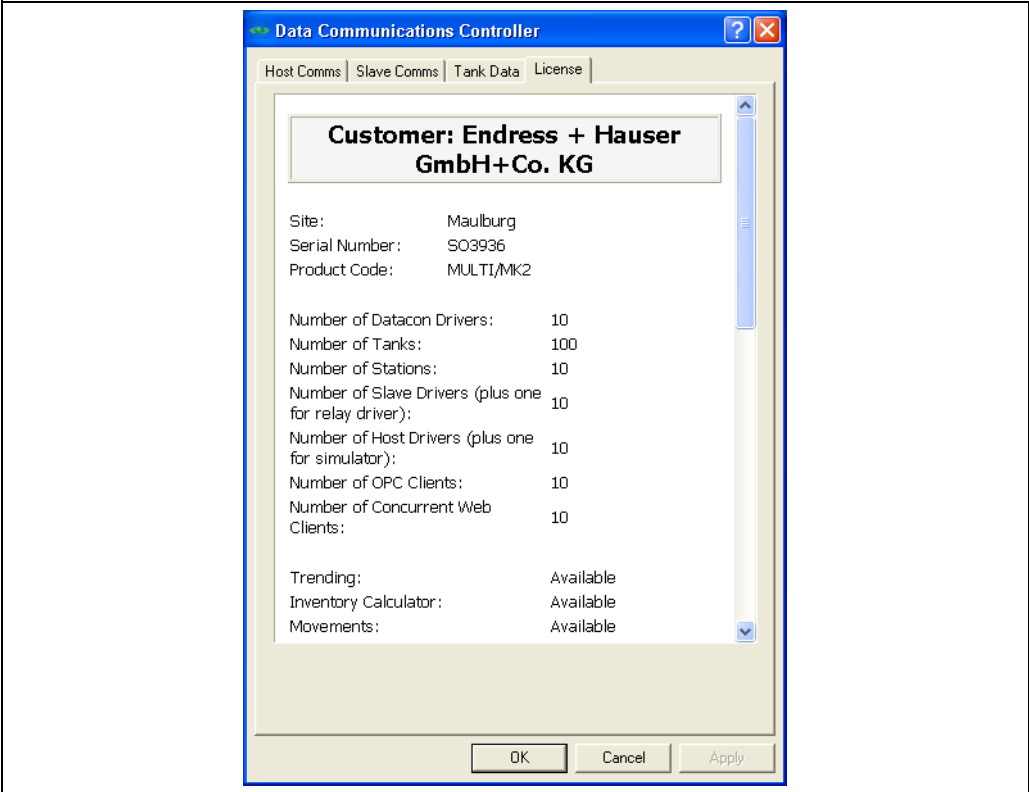 Data Communications Controller
Host Comms Slave Comms Tank Data License
Customer: Endress + Hauser
GmbH+Co. KG
Site: Maulburg
Serial Number: SO3936
Product Code: MULTI/MK2
Number of Datacon Drivers: 10
Number of Tanks: 100
Number of Stations: 10
Number of Slave Drivers (plus one
for relay driver): 10
Number of Host Drivers (plus one
for simulator): 10
Number of OPC Clients: 10
Number of Concurrent Web
Clients: 10
Trending: Available
Inventory Calculator: Available
Movements: Available
OK Cancel Apply